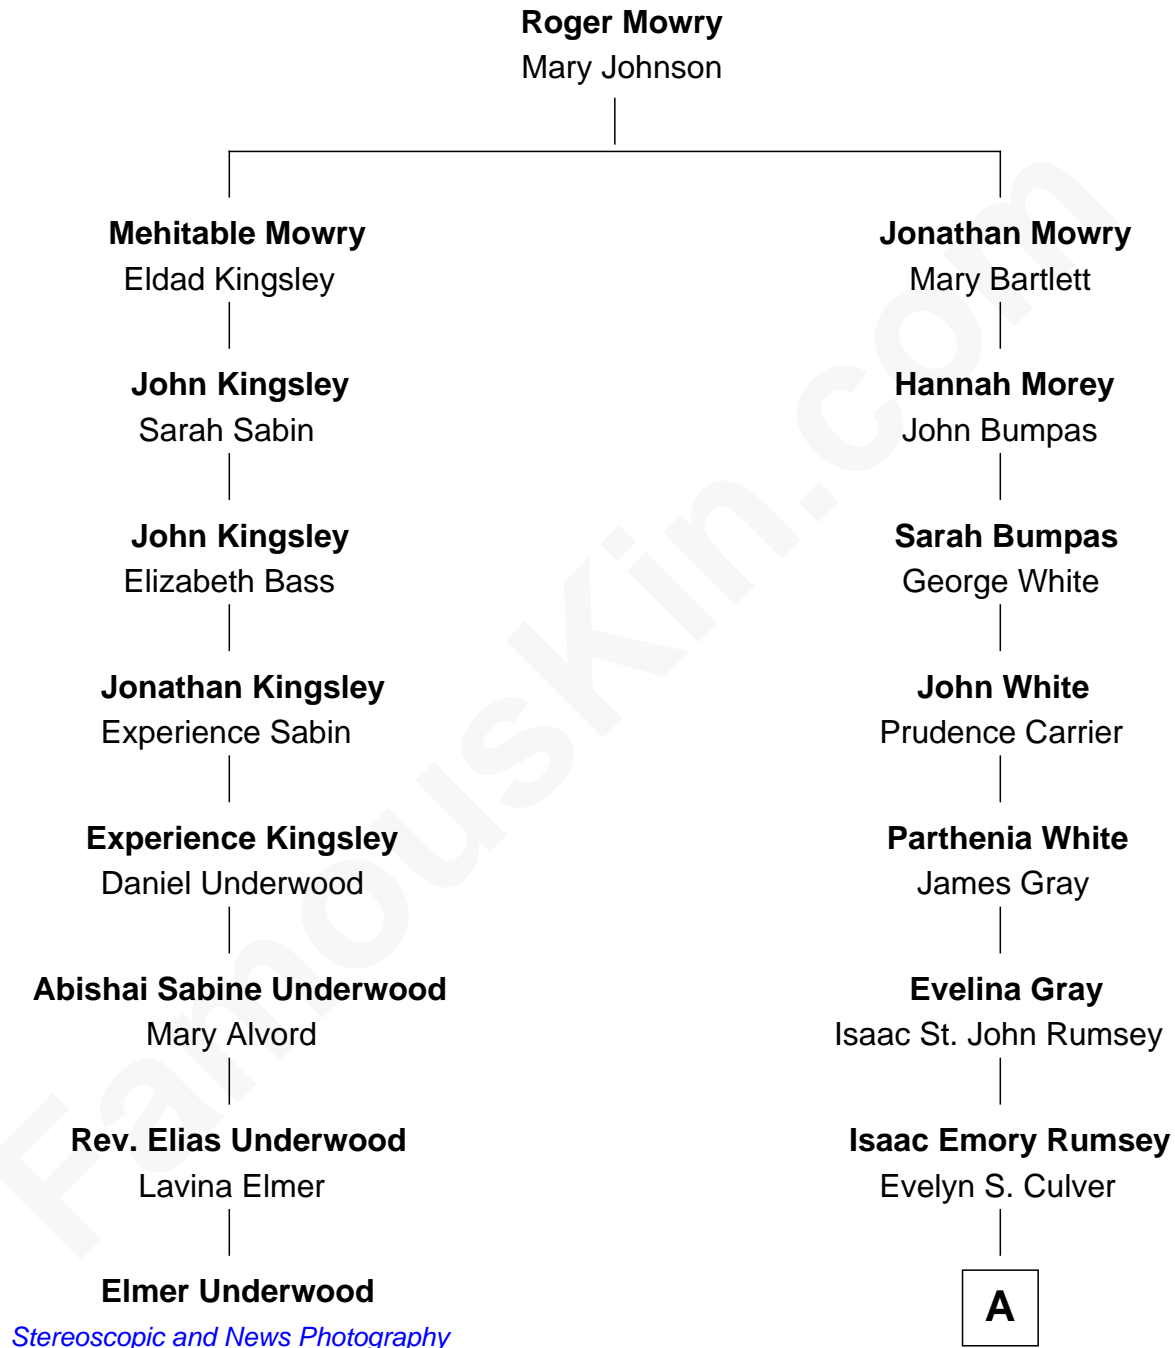 Roger Mowry
Mary Johnson
Mehitable Mowry
Eldad Kingsley
Jonathan Mowry
Mary Bartlett
John Kingsley
Sarah Sabin
Hannah Morey
John Bumpas
John Kingsley
Elizabeth Bass
Sarah Bumpas
George White
Jonathan Kingsley
Experience Sabin
John White
Prudence Carrier
Experience Kingsley
Daniel Underwood
Parthenia White
James Gray
Abishai Sabine Underwood
Mary Alvord
Evelina Gray
Isaac St. John Rumsey
Rev. Elias Underwood
Lavina Elmer
Isaac Emory Rumsey
Evelyn S. Culver
Elmer Underwood
Stereoscopic and News Photography
A
FamousKin.com